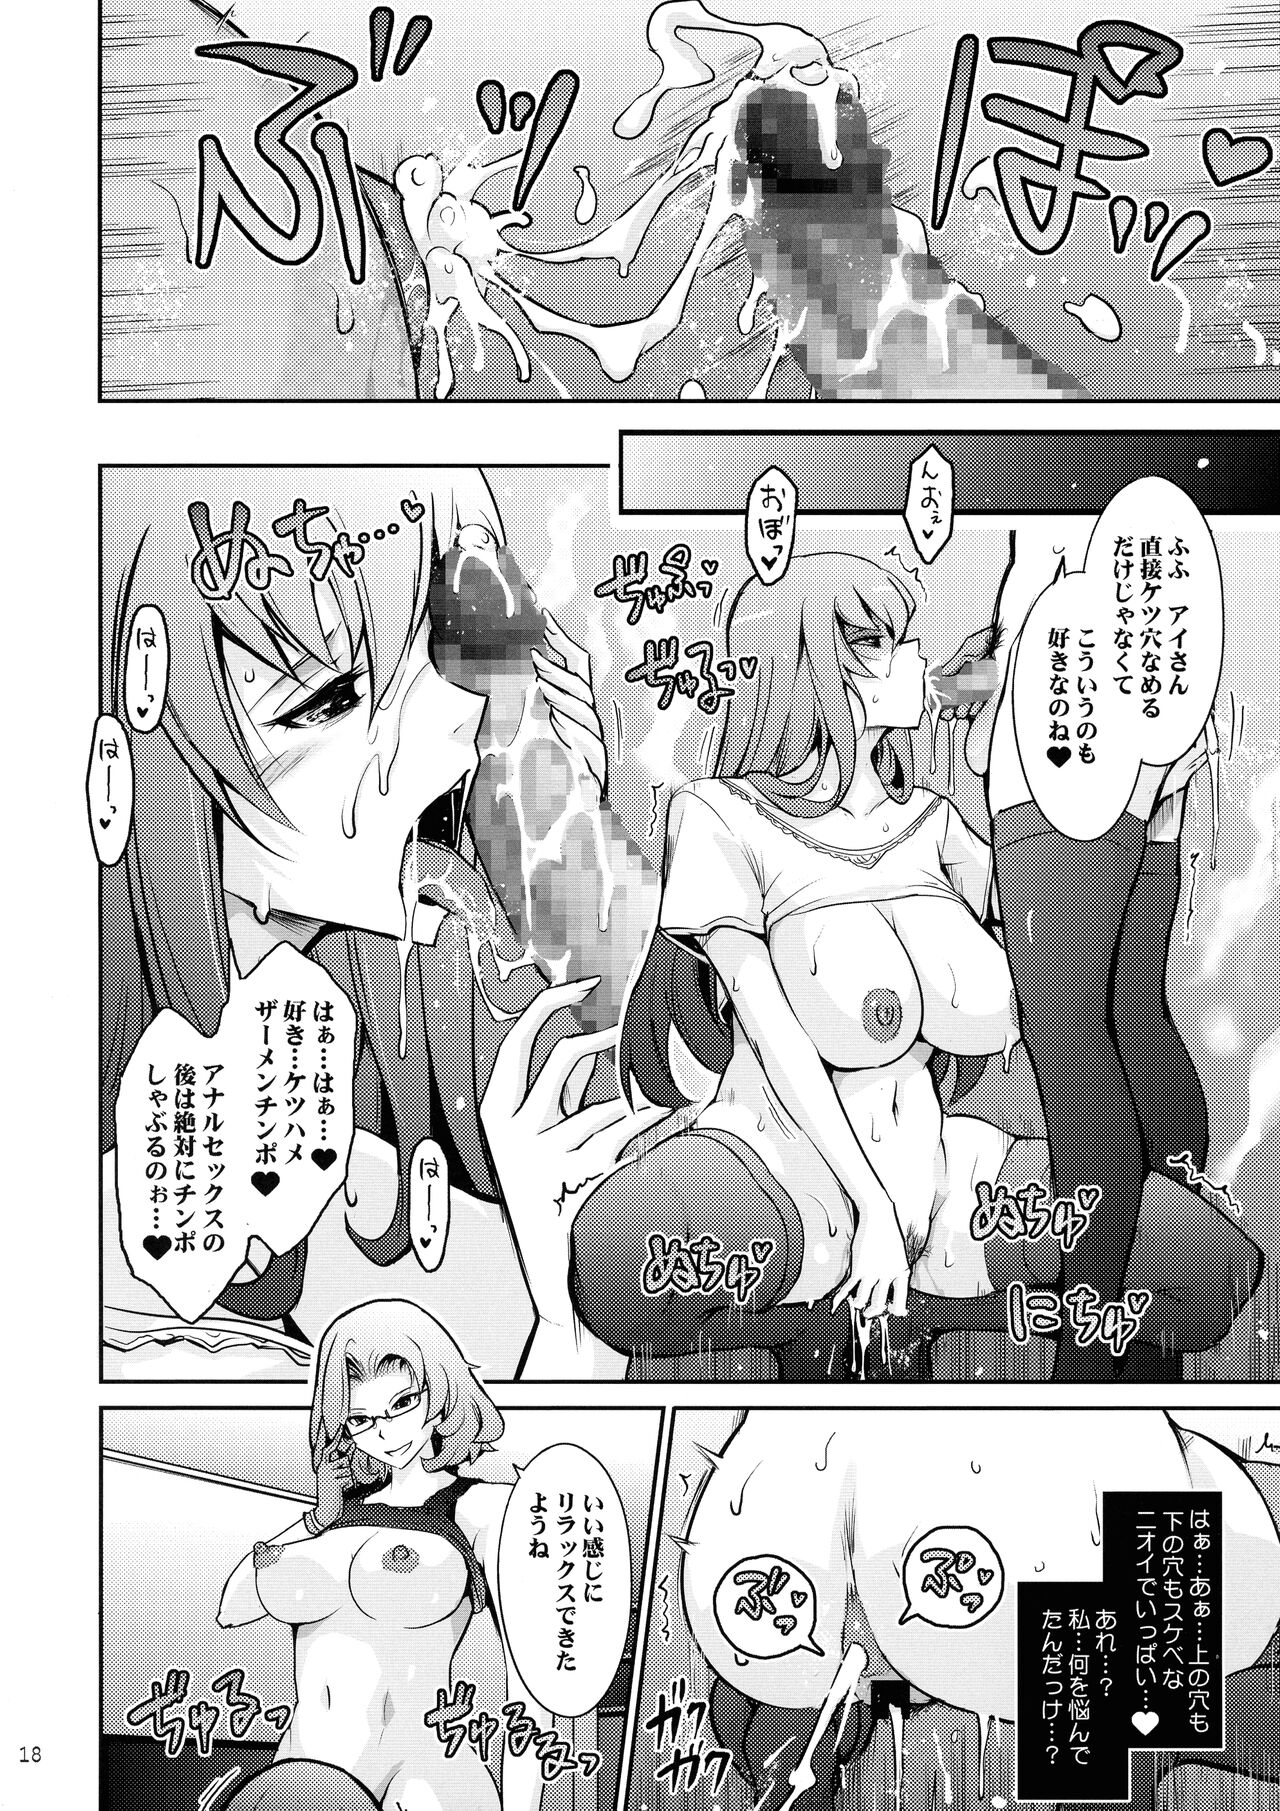 ぶッ
ぽッ
ふふ アイさん
直接ケツ穴なめる
だけじゃなくて
こういうのも
好きなのね♥
んおぇっ♥
おぼっ♥
ぢゅぷっ♥
ぢゅるっ♥
ぬちゅ♥
ぬちゅ♥
にちゅ♥
ぬちゃ…♥
はーっ♥
はーっ♥
はぁ…はぁ…♥
好き…ケツハメ
ザーメンチンポ♥
アナルセックスの
後は絶対にチンポ
しゃぶるのぉ…♥
はーっ♥
はぁ…あぁ…上の穴も
下の穴もスケベな
ニオイでいっぱい…♥
あれ…?
私…何を悩んで
たんだっけ…?
ぶっ♥
ぶっ♥
ガク
ガク
いい感じに
リラックスできた
ようね
ぢゅるるるっ
ぢゅるっ
18